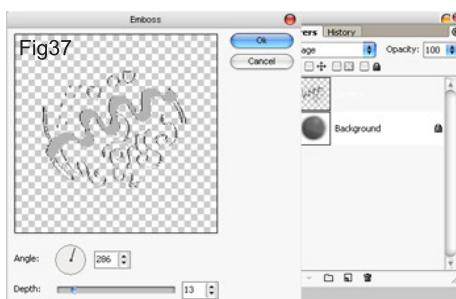 Emboss
Fig37
Ok
Cancel
Angle: 286
Depth: 13
ers History
age Opacity: 100
Background